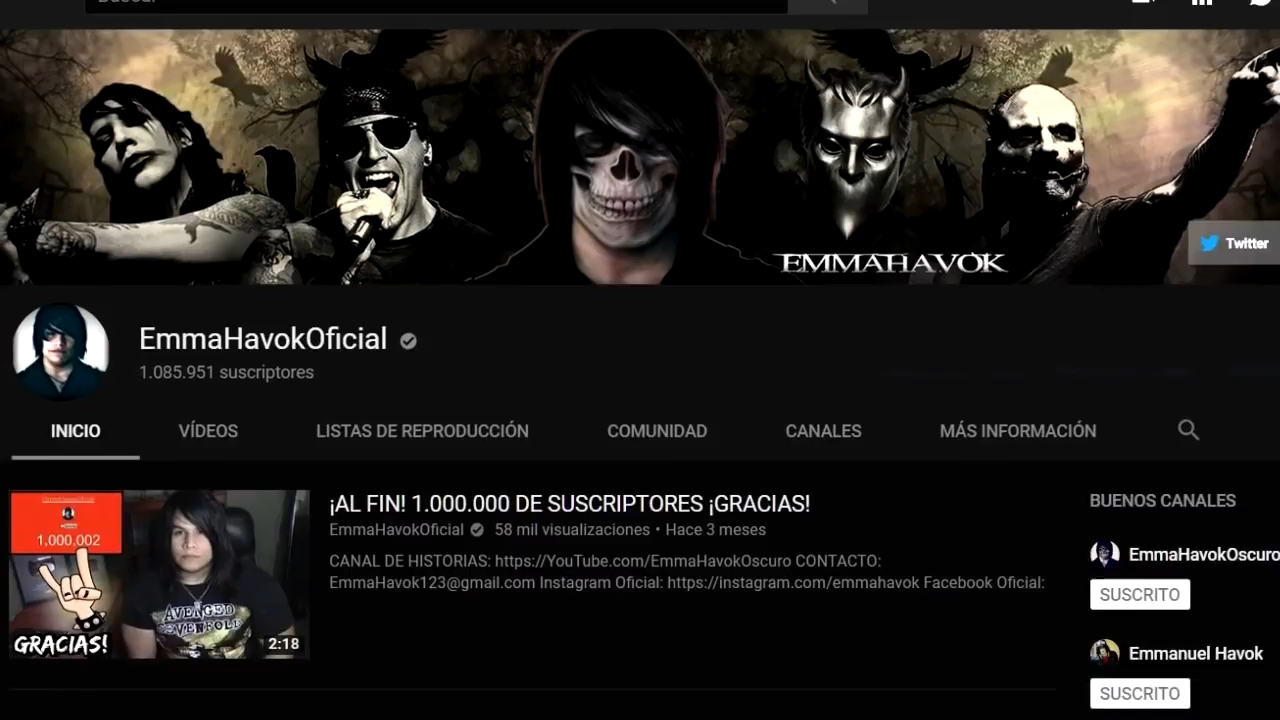 Buscar
EMMAHAVOK
Twitter
EmmaHavokOficial
1.085.951 suscriptores
INICIO
VÍDEOS
LISTAS DE REPRODUCCIÓN
COMUNIDAD
CANALES
MÁS INFORMACIÓN
1,000,002
GRACIAS!
AVENGED
SEVENFOLD
2:18
¡AL FIN! 1.000.000 DE SUSCRIPTORES ¡GRACIAS!
EmmaHavokOficial 58 mil visualizaciones • Hace 3 meses
CANAL DE HISTORIAS: https://YouTube.com/EmmaHavokOscuro CONTACTO:
EmmaHavok123@gmail.com Instagram Oficial: https://instagram.com/emmahavok Facebook Oficial:
BUENOS CANALES
EmmaHavokOscuro
SUSCRITO
Emmanuel Havok
SUSCRITO